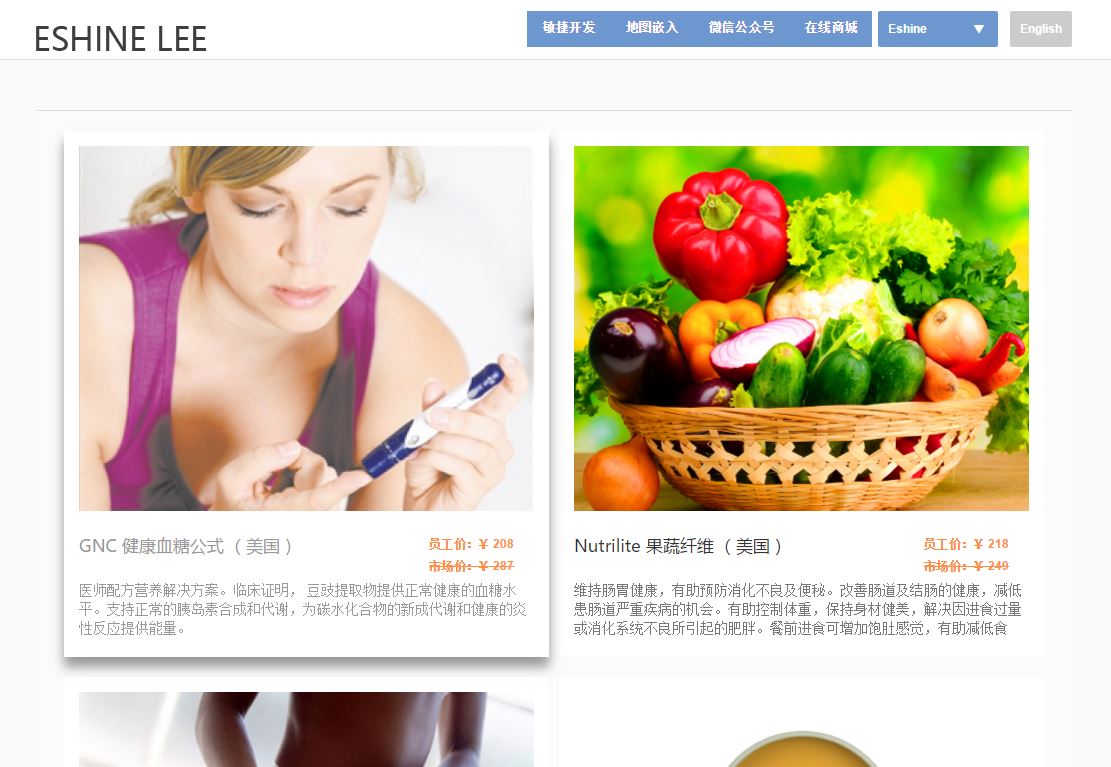 ESHINE LEE
敏捷开发 地图嵌入 微信公众号 在线商城 Eshine English
GNC 健康血糖公式 （ 美国 ）
员工价: ¥ 208
市场价: ¥ 287
医师配方营养解决方案。临床证明， 豆豉提取物提供正常健康的血糖水
平。支持正常的胰岛素合成和代谢，为碳水化合物的新成代谢和健康的炎
性反应提供能量。
Nutrilite 果蔬纤维 （ 美国 ）
员工价: ¥ 218
市场价: ¥ 249
维持肠胃健康，有助预防消化不良及便秘。改善肠道及结肠的健康，减低
患肠道严重疾病的机会。有助控制体重，保持身材健美，解决因进食过量
或消化系统不良所引起的肥胖。餐前进食可增加饱肚感觉，有助减低食